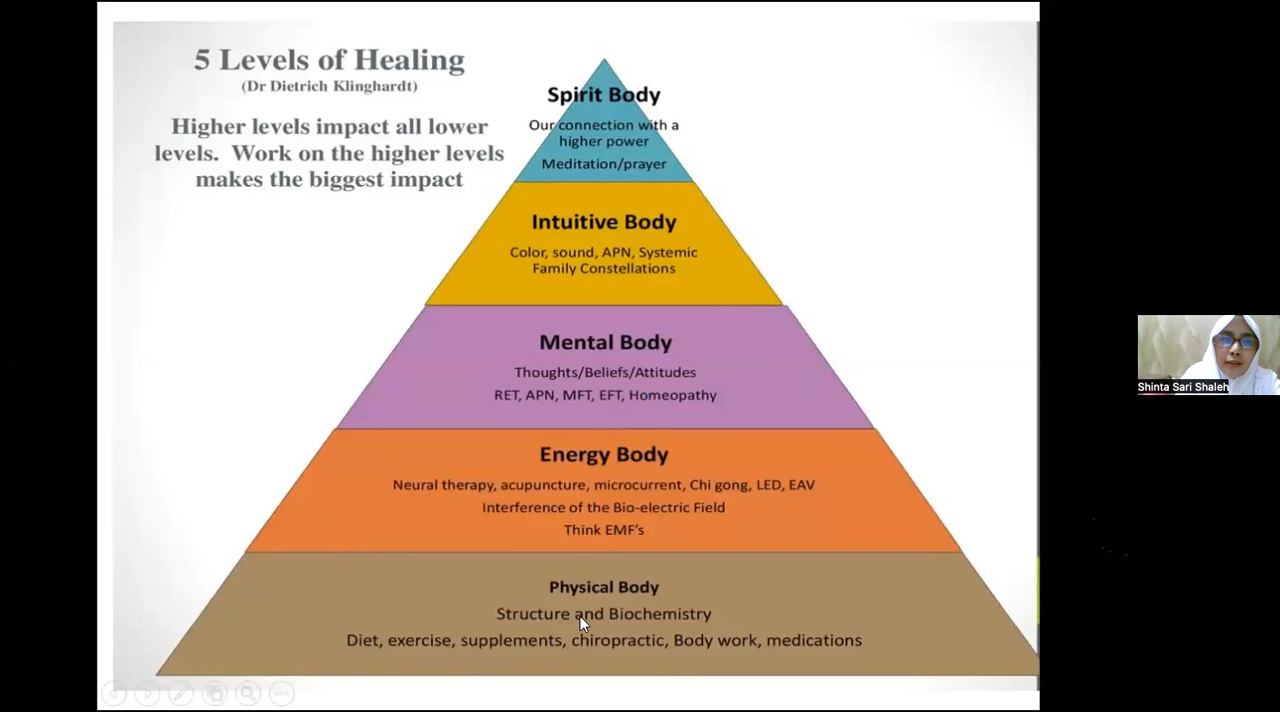 5 Levels of Healing
(Dr Dietrich Klinghardt)
Higher levels impact all lower
levels. Work on the higher levels
makes the biggest impact
Spirit Body
Our connection with a
higher power
Meditation/prayer
Intuitive Body
Color, sound, APN, Systemic
Family Constellations
Mental Body
Thoughts/Beliefs/Attitudes
RET, APN, MFT, EFT, Homeopathy
Energy Body
Neural therapy, acupuncture, microcurrent, Chi gong, LED, EAV
Interference of the Bio-electric Field
Think EMF's
Physical Body
Structure and Biochemistry
Diet, exercise, supplements, chiropractic, Body work, medications
Shinta Sari Shaleh